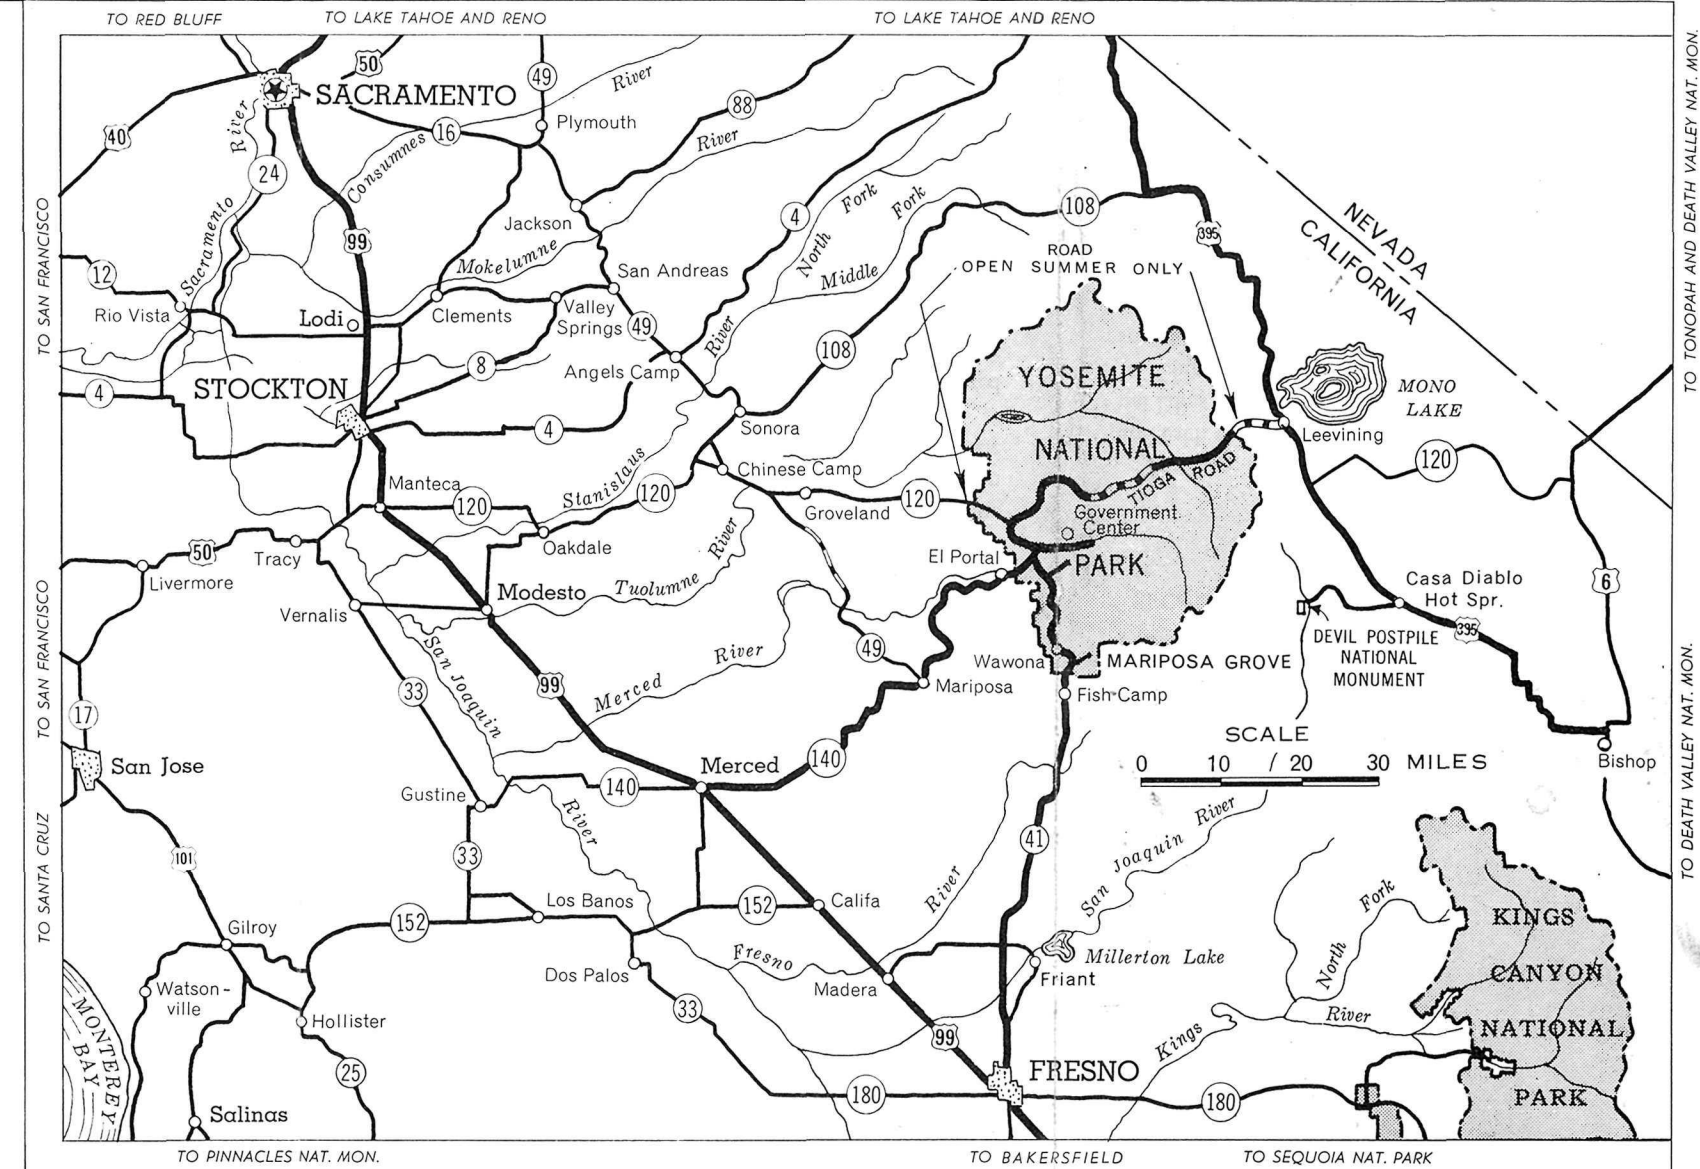 TO RED BLUFF
TO LAKE TAHOE AND RENO
TO LAKE TAHOE AND RENO
TO SAN FRANCISCO
TO SAN FRANCISCO
TO SANTA CRUZ
TO TONOPAH AND DEATH VALLEY NAT. MON.
TO DEATH VALLEY NAT. MON.
50
49
River
88
SACRAMENTO
40
16
Plymouth
River
River
24
Consumnes
Sacramento
Jackson
Fork
Fork
4
108
99
395
NEVADA
CALIFORNIA
Mokelumne
San Andreas
North
Middle
ROAD
OPEN SUMMER ONLY
12
Rio Vista
Lodi
Clements
Valley
Springs
49
River
108
8
Angels Camp
YOSEMITE
MONO
LAKE
4
STOCKTON
4
Sonora
NATIONAL
Leevining
120
Chinese Camp
TIOGA ROAD
Manteca
120
Stanislaus
120
Groveland
120
Government
Center
50
Tracy
Oakdale
River
El Portal
PARK
Livermore
Casa Diablo
Hot Spr.
6
Vernalis
Modesto
Tuolumne
395
DEVIL POSTPILE
NATIONAL
MONUMENT
San Joaquin
49
Wawona
MARIPOSA GROVE
33
99
Merced
River
Mariposa
Fish Camp
17
SCALE
San Jose
Merced
140
0 10 20 30 MILES
Bishop
Gustine
140
River
River
41
San Joaquin River
101
33
Los Banos
152
Califa
Fork
KINGS
Gilroy
152
Fresno
Millerton Lake
North
Dos Palos
Madera
Friant
CANYON
Watson-
ville
33
Hollister
River
NATIONAL
MONTEREY
BAY
99
Kings
25
FRESNO
180
180
PARK
Salinas
TO PINNACLES NAT. MON.
TO BAKERSFIELD
TO SEQUOIA NAT. PARK